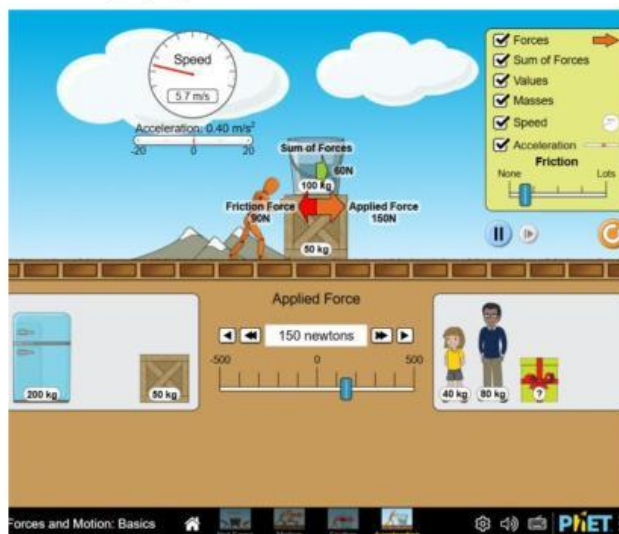 Speed
5.7 m/s
Acceleration: 0.40 m/s²
-20 0 20
Forces
Sum of Forces
Values
Masses
Speed
Acceleration
Friction
None Lots
Sum of Forces
60N
100 kg
Friction Force
90N
Applied Force
150N
50 kg
Applied Force
150 newtons
-500 0 500
200 kg
50 kg
40 kg
80 kg
?
Forces and Motion: Basics
PhET